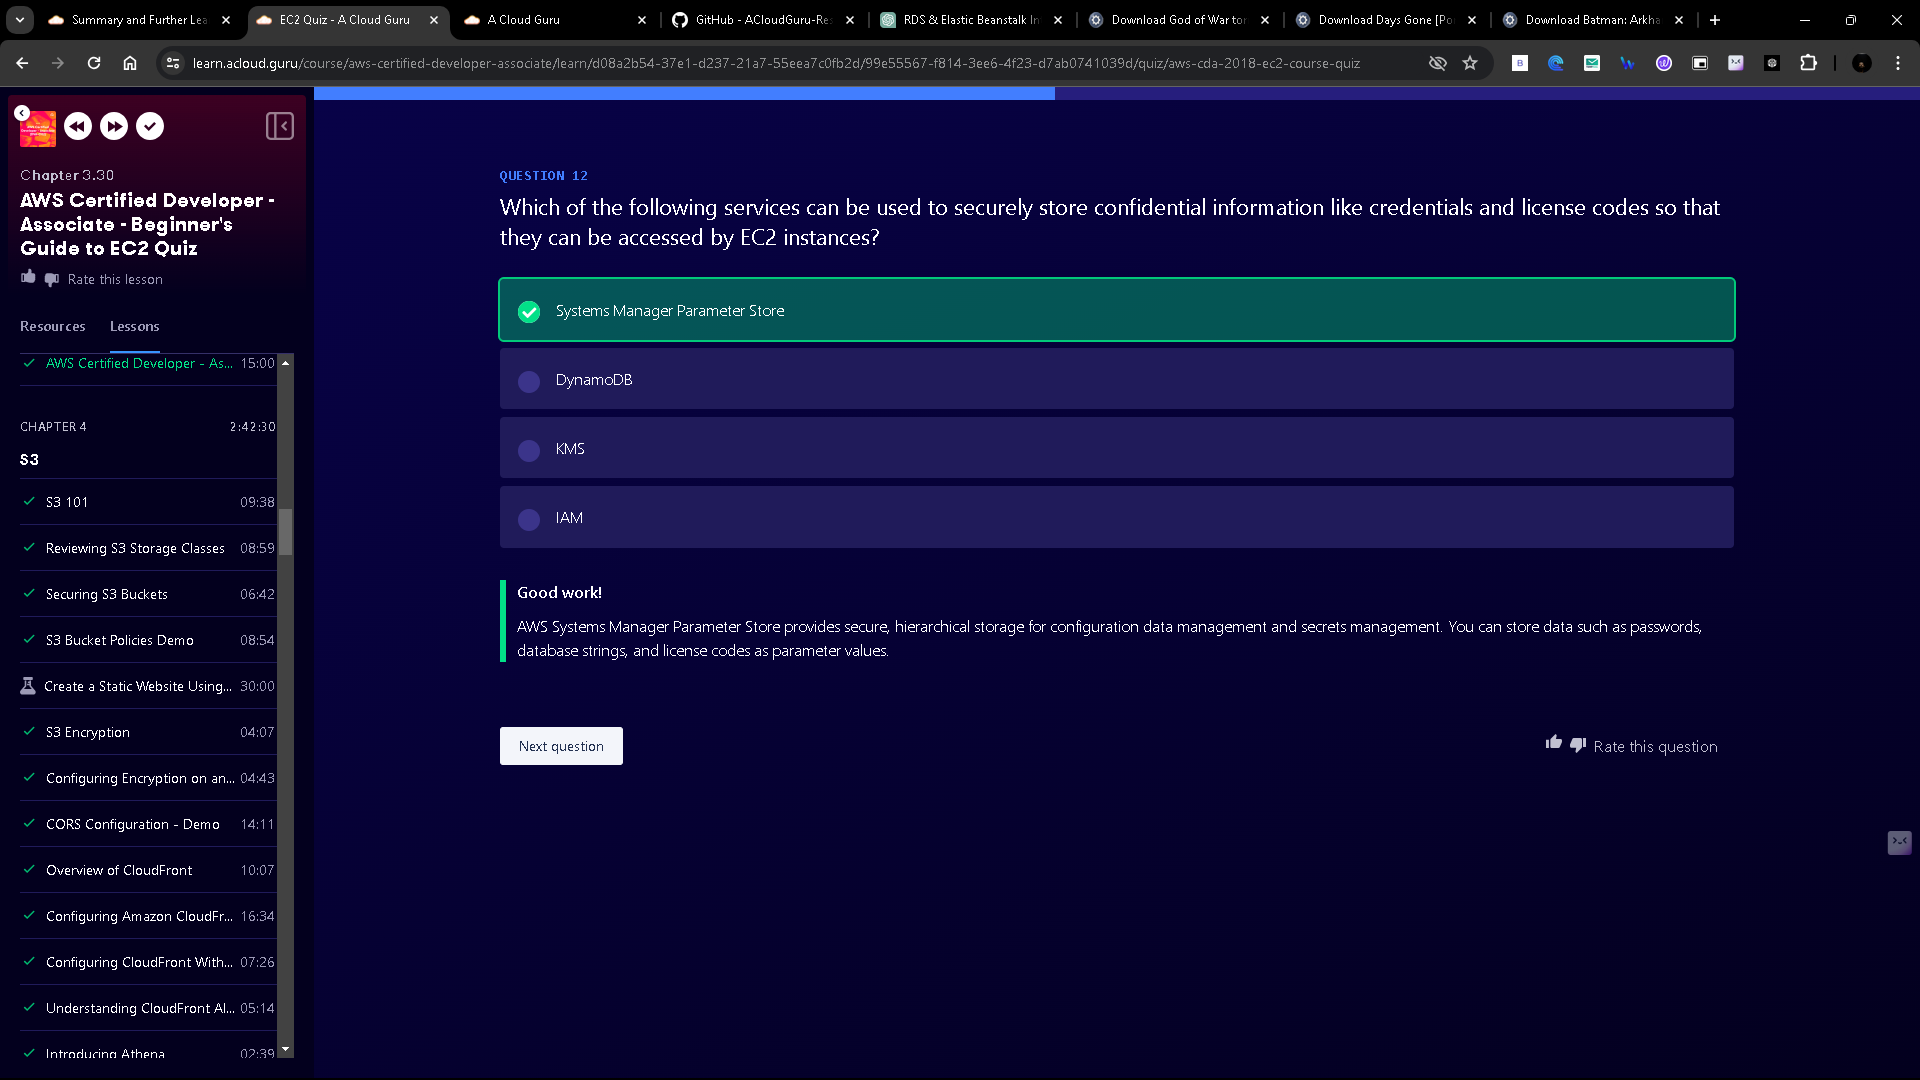 Summary and Further Lea
EC2 Quiz - A Cloud Guru
A Cloud Guru
GitHub - ACloudGuru-Res
RDS & Elastic Beanstalk In
Download God of War tor
Download Days Gone [Po
Download Batman: Arkha
learn.acloud.guru/course/aws-certified-developer-associate/learn/d08a2b54-37e1-d237-21a7-55eea7c0fb2d/99e55567-f814-3ee6-4f23-d7ab0741039d/quiz/aws-cda-2018-ec2-course-quiz
Chapter 3.30
AWS Certified Developer -
Associate - Beginner's
Guide to EC2 Quiz
Rate this lesson
Resources Lessons
AWS Certified Developer - As... 15:00
CHAPTER 4 2:42:30
S3
S3 101 09:38
Reviewing S3 Storage Classes 08:59
Securing S3 Buckets 06:42
S3 Bucket Policies Demo 08:54
Create a Static Website Using... 30:00
S3 Encryption 04:07
Configuring Encryption on an... 04:43
CORS Configuration - Demo 14:11
Overview of CloudFront 10:07
Configuring Amazon CloudFr... 16:34
Configuring CloudFront With... 07:26
Understanding CloudFront Al... 05:14
Introducing Athena 02:39
QUESTION 12
Which of the following services can be used to securely store confidential information like credentials and license codes so that
they can be accessed by EC2 instances?
Systems Manager Parameter Store
DynamoDB
KMS
IAM
Good work!
AWS Systems Manager Parameter Store provides secure, hierarchical storage for configuration data management and secrets management. You can store data such as passwords,
database strings, and license codes as parameter values.
Next question
Rate this question